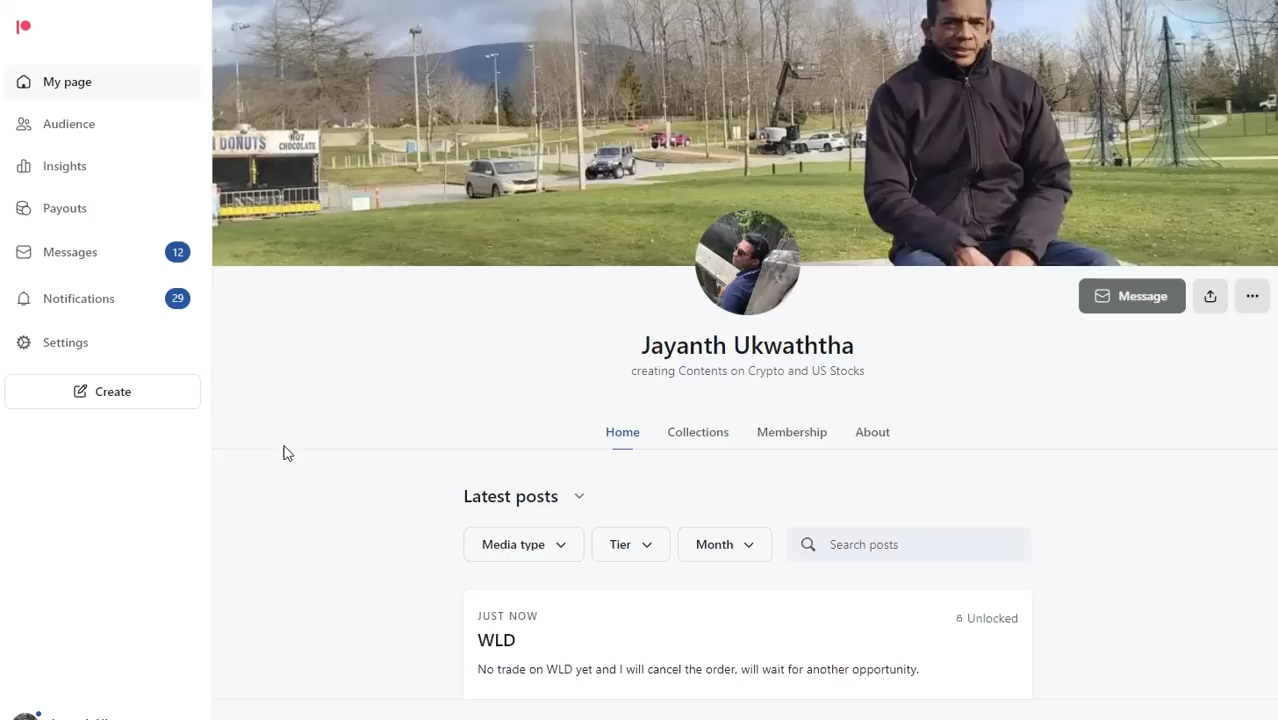 My page
Audience
Insights
Payouts
Messages
12
Notifications
29
Settings
Create
DONUTS
HOT
CHOCOLATE
Message
Jayanth Ukwaththa
creating Contents on Crypto and US Stocks
Home
Collections
Membership
About
Latest posts
Media type
Tier
Month
Search posts
JUST NOW
Unlocked
WLD
No trade on WLD yet and I will cancel the order, will wait for another opportunity.